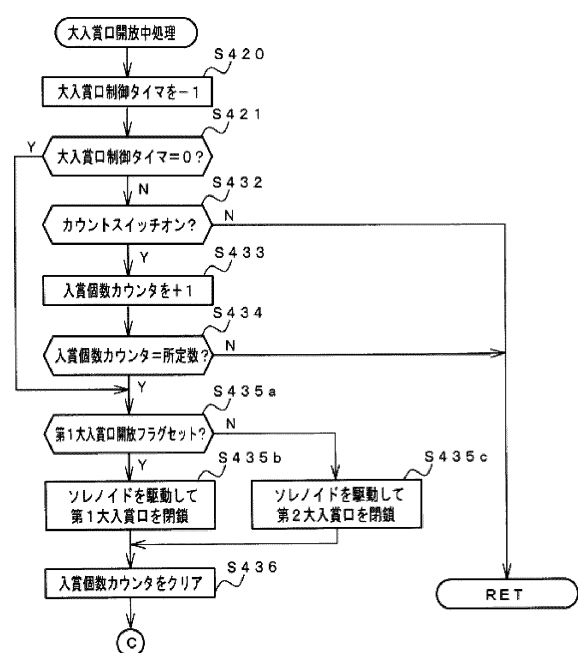 大入賞口開放中処理
S420
大入賞口制御タイマを－1
S421
Y
大入賞口制御タイマ＝0？
N
S432
カウントスイッチオン？
N
Y
S433
入賞個数カウンタを＋1
S434
入賞個数カウンタ＝所定数？
N
Y
S435a
第1大入賞口開放フラグセット？
N
Y
S435b
S435c
ソレノイドを駆動して
第1大入賞口を閉鎖
ソレノイドを駆動して
第2大入賞口を閉鎖
S436
入賞個数カウンタをクリア
RET
C